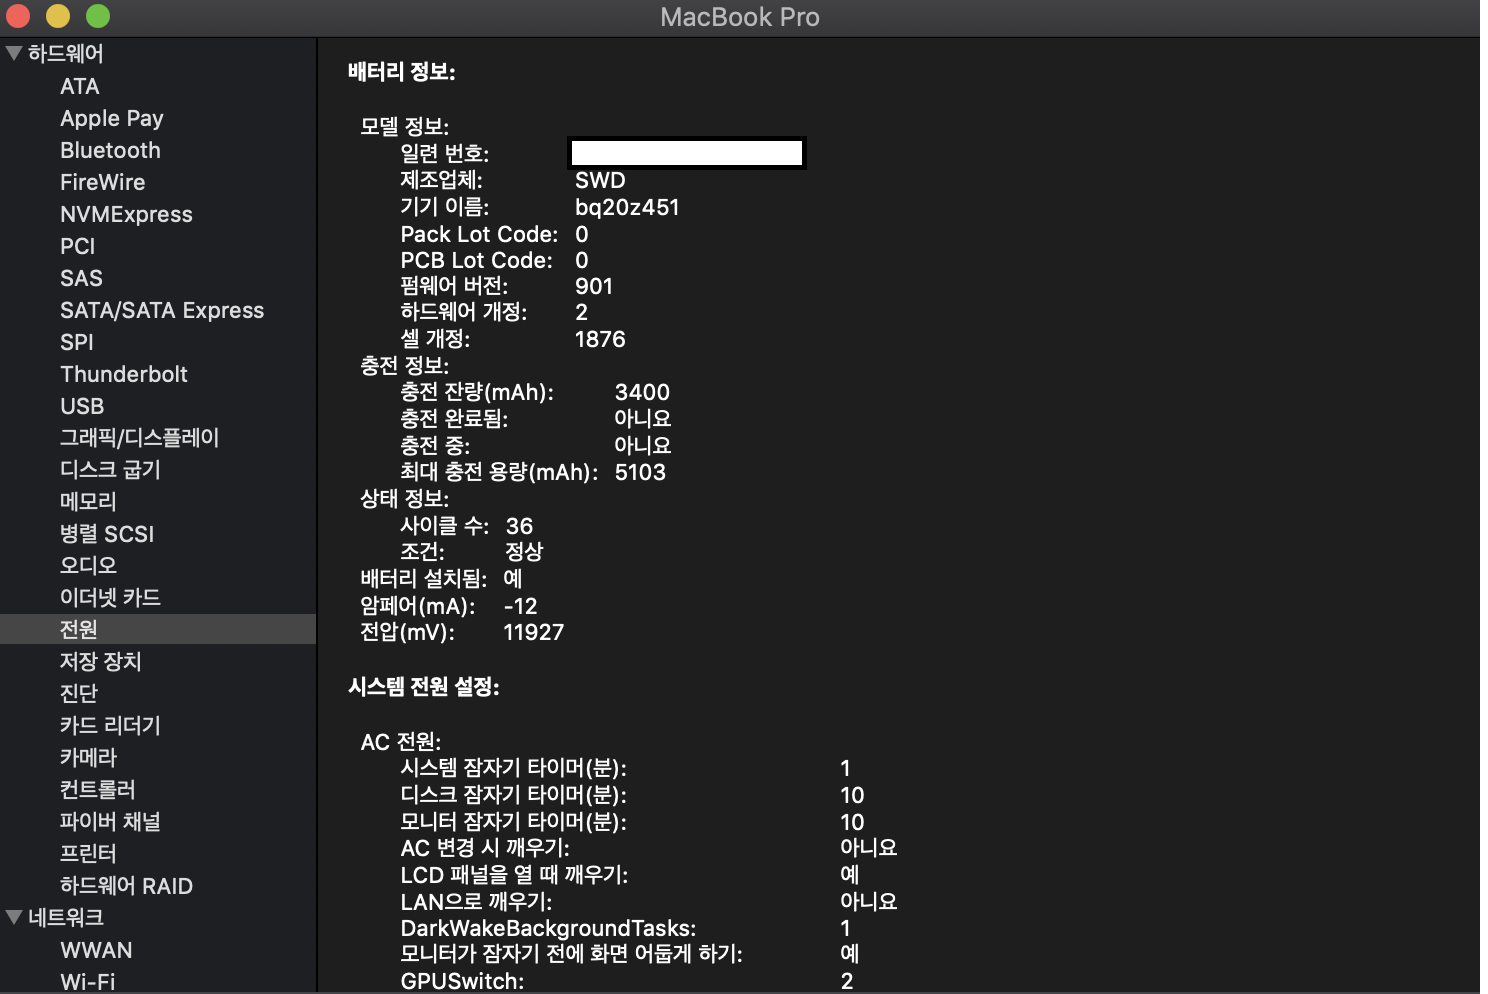 MacBook Pro
하드웨어
ATA
Apple Pay
Bluetooth
FireWire
NVMExpress
PCI
SAS
SATA/SATA Express
SPI
Thunderbolt
USB
그래픽/디스플레이
디스크 굽기
메모리
병렬 SCSI
오디오
이더넷 카드
전원
저장 장치
진단
카드 리더기
카메라
컨트롤러
파이버 채널
프린터
하드웨어 RAID
네트워크
WWAN
Wi-Fi
배터리 정보:
모델 정보:
일련 번호:
제조업체: SWD
기기 이름: bq20z451
Pack Lot Code: 0
PCB Lot Code: 0
펌웨어 버전: 901
하드웨어 개정: 2
셀 개정: 1876
충전 정보:
충전 잔량(mAh): 3400
충전 완료됨: 아니요
충전 중: 아니요
최대 충전 용량(mAh): 5103
상태 정보:
사이클 수: 36
조건: 정상
배터리 설치됨: 예
암페어(mA): -12
전압(mV): 11927
시스템 전원 설정:
AC 전원:
시스템 잠자기 타이머(분): 1
디스크 잠자기 타이머(분): 10
모니터 잠자기 타이머(분): 10
AC 변경 시 깨우기: 아니요
LCD 패널을 열 때 깨우기: 예
LAN으로 깨우기: 아니요
DarkWakeBackgroundTasks: 1
모니터가 잠자기 전에 화면 어둡게 하기: 예
GPUSwitch: 2